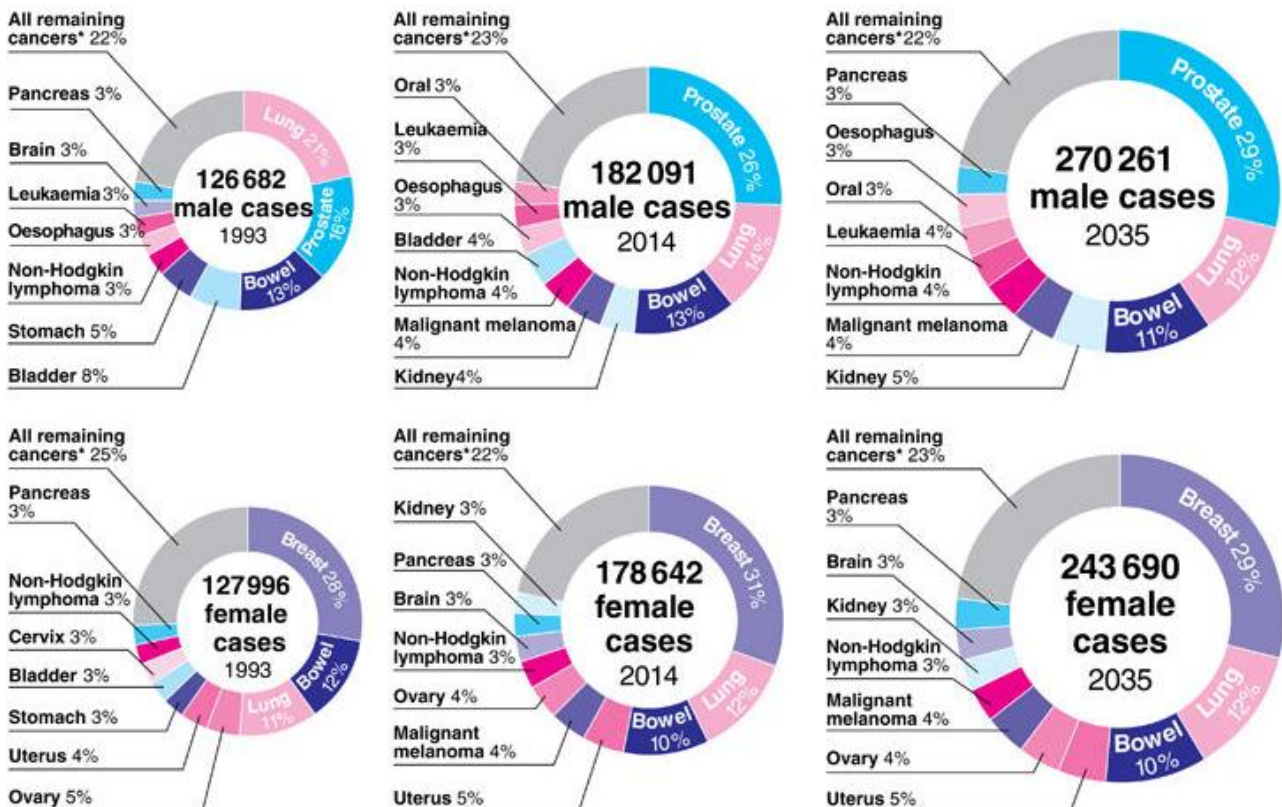 All remaining
cancers* 22%
Pancreas 3%
Brain 3%
Leukaemia 3%
Oesophagus 3%
Non-Hodgkin
lymphoma 3%
Stomach 5%
Bladder 8%
Lung 21%
Prostate
16%
Bowel
13%
126 682
male cases
1993
All remaining
cancers*23%
Oral 3%
Leukaemia
3%
Oesophagus
3%
Bladder 4%
Non-Hodgkin
lymphoma 4%
Malignant melanoma
4%
Kidney4%
Prostate 26%
Lung
14%
Bowel
13%
182 091
male cases
2014
All remaining
cancers*22%
Pancreas
3%
Oesophagus
3%
Oral 3%
Leukaemia 4%
Non-Hodgkin
lymphoma 4%
Malignant melanoma
4%
Kidney 5%
Prostate 29%
Lung
12%
Bowel
11%
270 261
male cases
2035
All remaining
cancers* 25%
Pancreas
3%
Non-Hodgkin
lymphoma 3%
Cervix 3%
Bladder 3%
Stomach 3%
Uterus 4%
Ovary 5%
Breast 28%
Bowel
12%
Lung
11%
127 996
female
cases
1993
All remaining
cancers*22%
Kidney 3%
Pancreas 3%
Brain 3%
Non-Hodgkin
lymphoma 3%
Ovary 4%
Malignant
melanoma 4%
Uterus 5%
Breast 31%
Lung
12%
Bowel
10%
178 642
female
cases
2014
All remaining
cancers* 23%
Pancreas
3%
Brain 3%
Kidney 3%
Non-Hodgkin
lymphoma 3%
Malignant
melanoma 4%
Ovary 4%
Uterus 5%
Breast 29%
Lung
12%
Bowel
10%
243 690
female
cases
2035